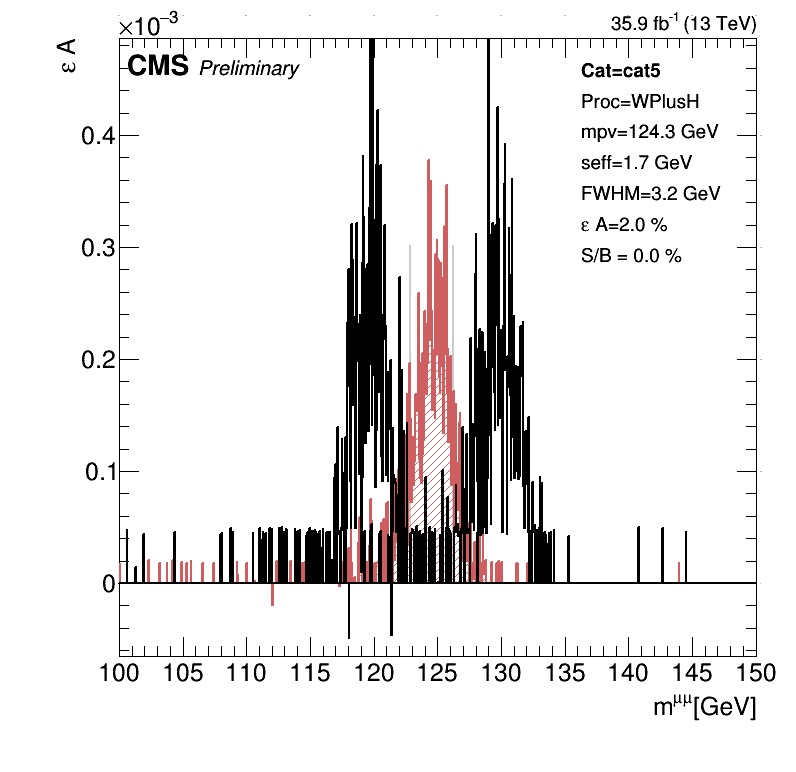 ×10⁻³
35.9 fb⁻¹ (13 TeV)
ε A
CMS Preliminary
Cat=cat5
Proc=WPlusH
mpv=124.3 GeV
seff=1.7 GeV
FWHM=3.2 GeV
ε A=2.0 %
S/B = 0.0 %
0.4
0.3
0.2
0.1
0
100 105 110 115 120 125 130 135 140 145 150
m^μμ[GeV]